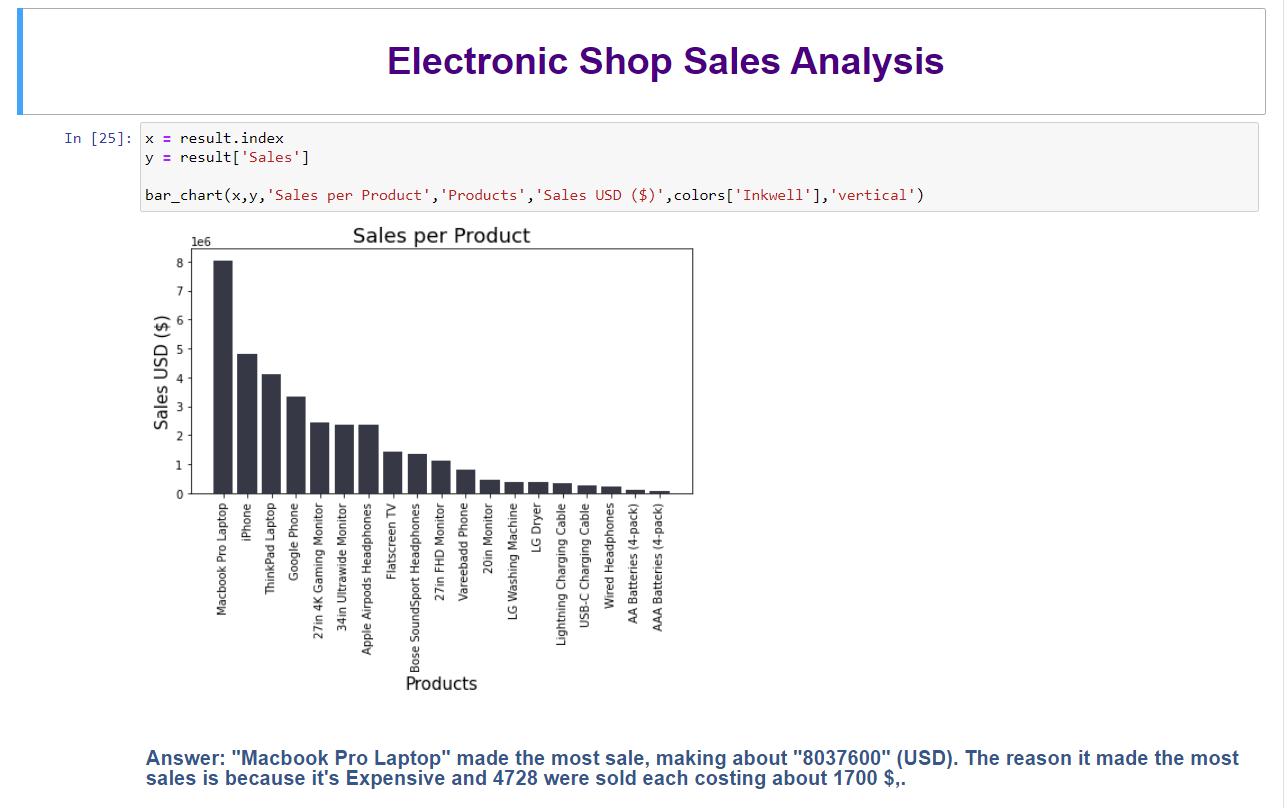 Electronic Shop Sales Analysis
In [25]:
x = result.index
y = result['Sales']
bar_chart(x,y,'Sales per Product','Products','Sales USD ($)',colors['Inkwell'],'vertical')
Sales per Product
1e6
8
7
6
5
4
3
2
1
0
Sales USD ($)
Macbook Pro Laptop
iPhone
ThinkPad Laptop
Google Phone
27in 4K Gaming Monitor
34in Ultrawide Monitor
Apple Airpods Headphones
Flatscreen TV
Bose SoundSport Headphones
27in FHD Monitor
Vareebadd Phone
20in Monitor
LG Washing Machine
LG Dryer
Lightning Charging Cable
USB-C Charging Cable
Wired Headphones
AA Batteries (4-pack)
AAA Batteries (4-pack)
Products
Answer: "Macbook Pro Laptop" made the most sale, making about "8037600" (USD). The reason it made the most
sales is because it's Expensive and 4728 were sold each costing about 1700 $,.